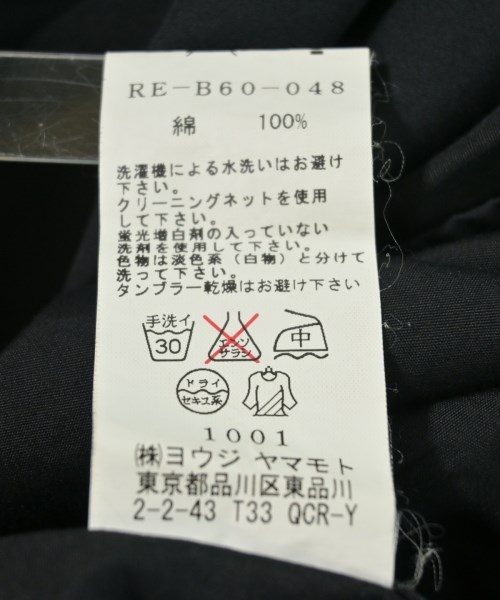 RE-B60-048
綿 100%
洗濯機による水洗いはお避け
下さい。
クリーニングネットを使用
して下さい。
蛍光増白剤の入っていない
洗剤を使用して下さい。
色物は淡色系(白物)と分けて
洗って下さい。
タンブラー乾燥はお避け下さい
手洗イ
30
エンソ
サラシ
中
ドライ
セキユ系
1001
㈱ヨウジ ヤマモト
東京都品川区東品川
2-2-43 T33 QCR-Y